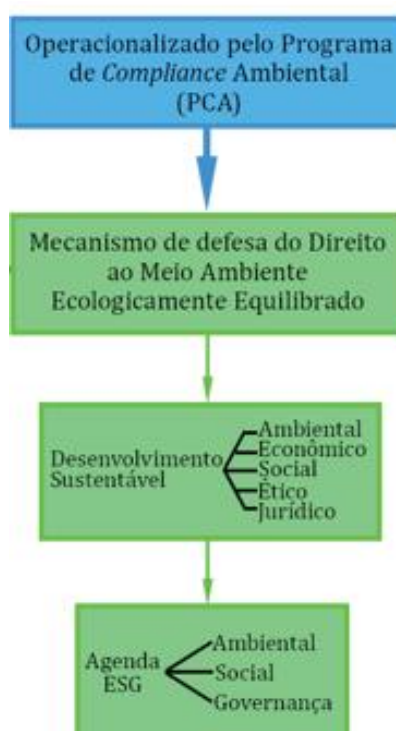 Operacionalizado pelo Programa
de Compliance Ambiental
(PCA)
Mecanismo de defesa do Direito
ao Meio Ambiente
Ecologicamente Equilibrado
Desenvolvimento
Sustentável
Ambiental
Econômico
Social
Ético
Jurídico
Agenda
ESG
Ambiental
Social
Governança